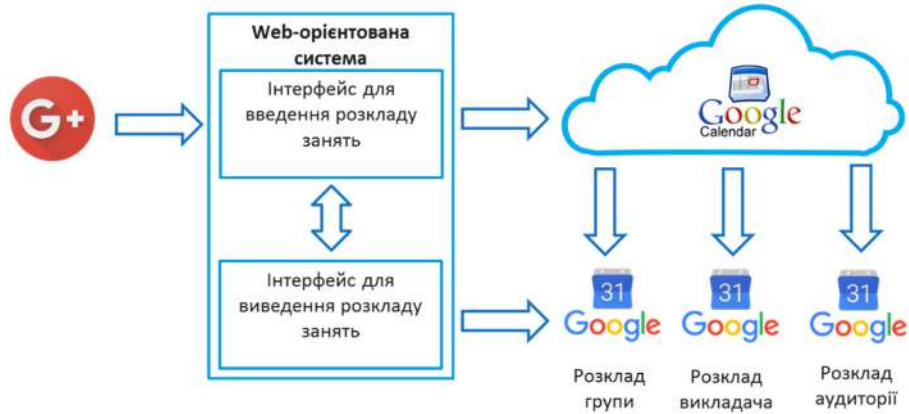 G+
Web-орієнтована
система
Інтерфейс для
введення розкладу
занять
Google
Calendar
Інтерфейс для
виведення розкладу
занять
31
Google
31
Google
31
Google
Розклад
групи
Розклад
викладача
Розклад
аудиторії